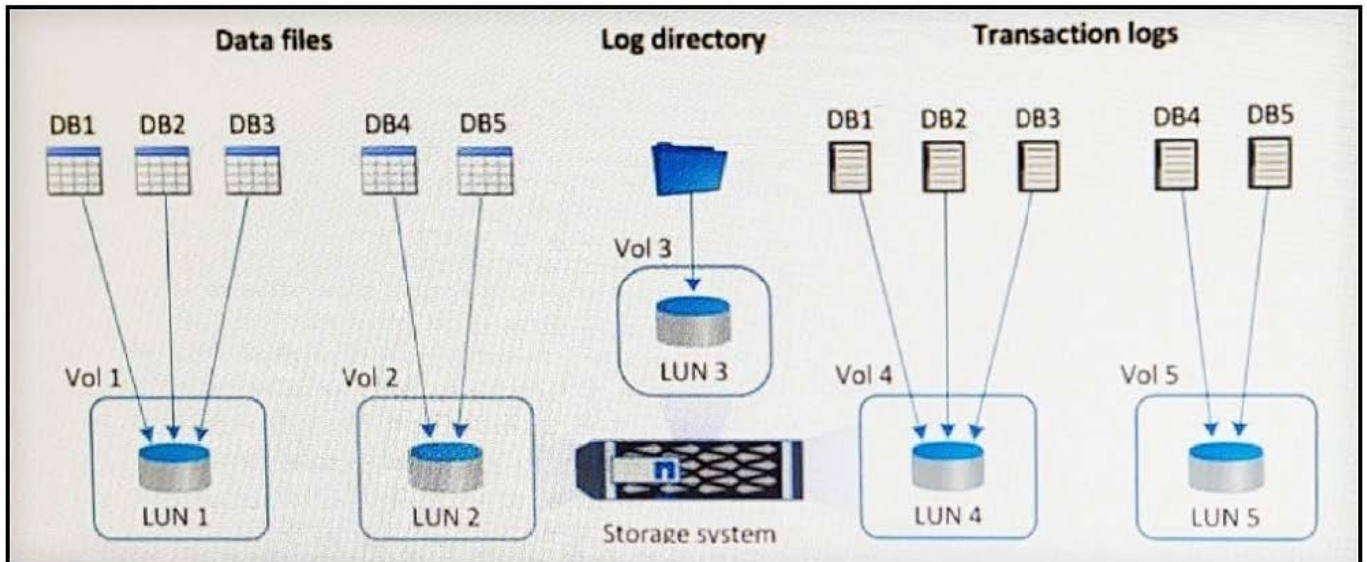 Data files
Log directory
Transaction logs
DB1 DB2 DB3 DB4 DB5
DB1 DB2 DB3 DB4 DB5
Vol 3
LUN 3
Vol 1
Vol 2
Vol 4
Vol 5
LUN 1
LUN 2
Storage system
LUN 4
LUN 5